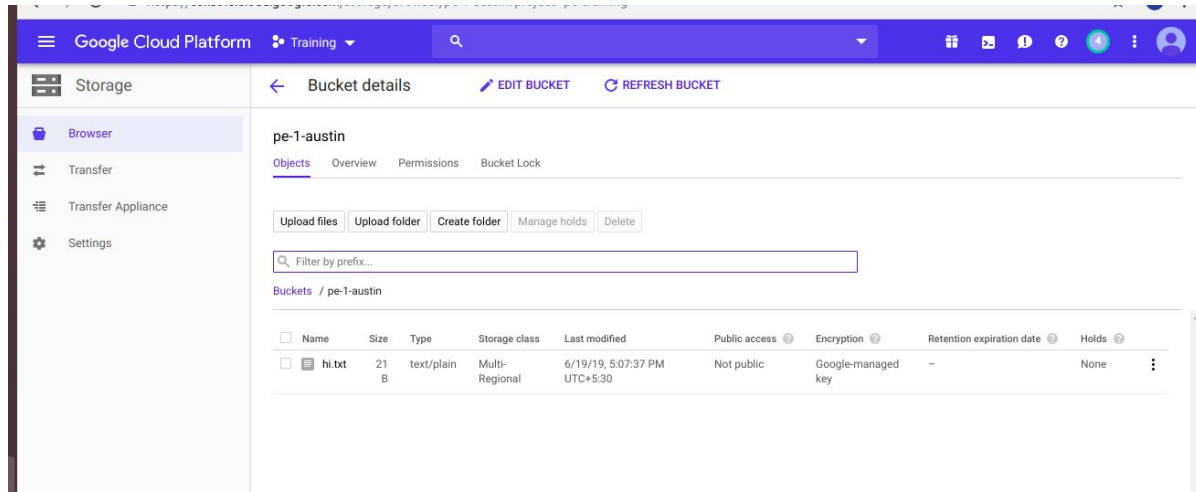 Google Cloud Platform
Training
4
Storage
Bucket details
EDIT BUCKET
REFRESH BUCKET
Browser
Transfer
Transfer Appliance
Settings
pe-1-austin
Objects Overview Permissions Bucket Lock
Upload files Upload folder Create folder Manage holds Delete
Filter by prefix...
Buckets / pe-1-austin
Name Size Type Storage class Last modified Public access Encryption Retention expiration date Holds
hi.txt 21 text/plain Multi- 6/19/19, 5:07:37 PM Not public Google-managed – None
B Regional UTC+5:30 key